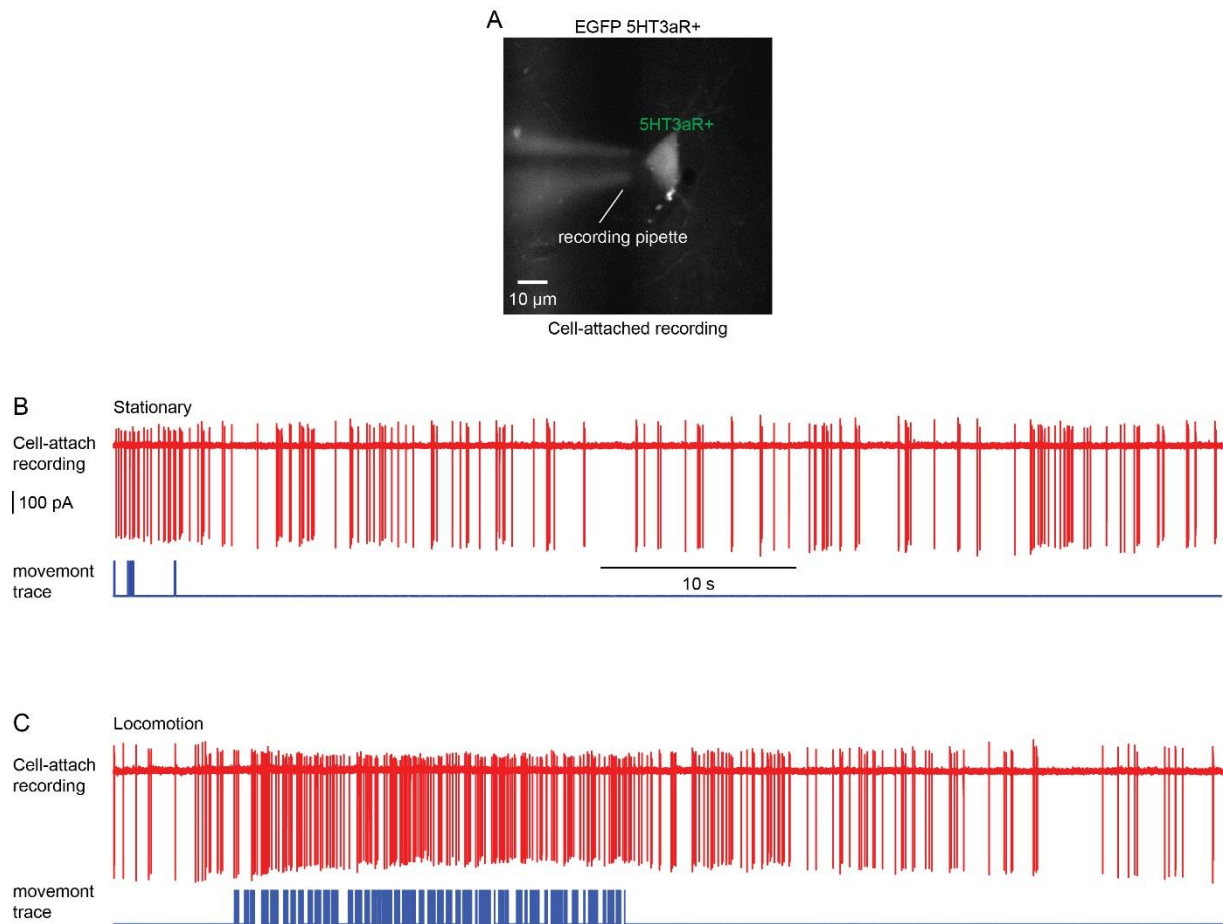 A
EGFP 5HT3aR+
5HT3aR+
recording pipette
10 µm
Cell-attached recording
B
Stationary
Cell-attach
recording
100 pA
movemont
trace
10 s
C
Locomotion
Cell-attach
recording
movemont
trace